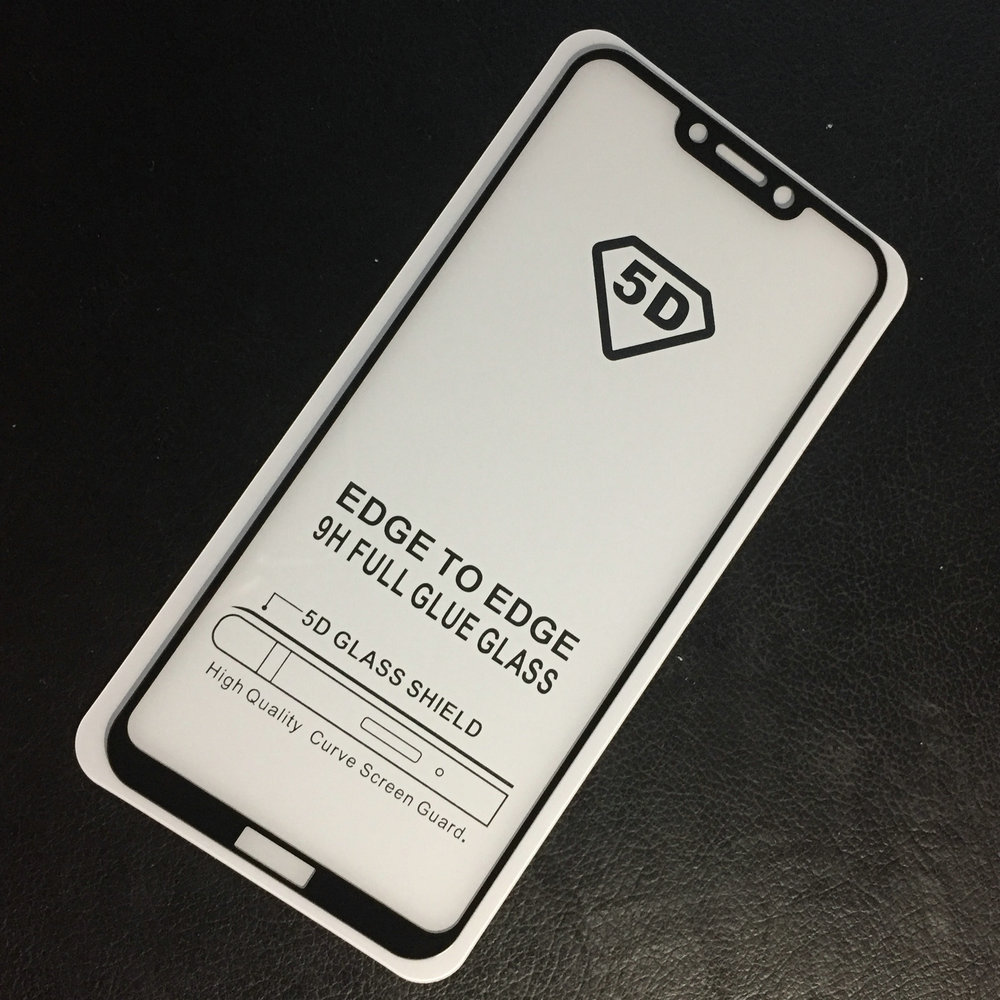 5D
EDGE TO EDGE
9H FULL GLUE GLASS
5D GLASS SHIELD
High Quality Curve Screen Guard.